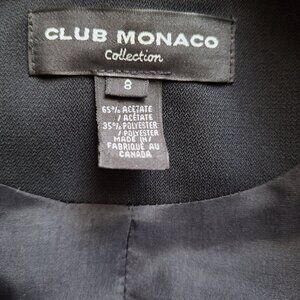 CLUB MONACO
Collection
8
65% ACETATE
/ ACÉTATE
35% POLYESTER
/ POLYESTER
MADE IN/
FABRIQUÉ AU
CANADA